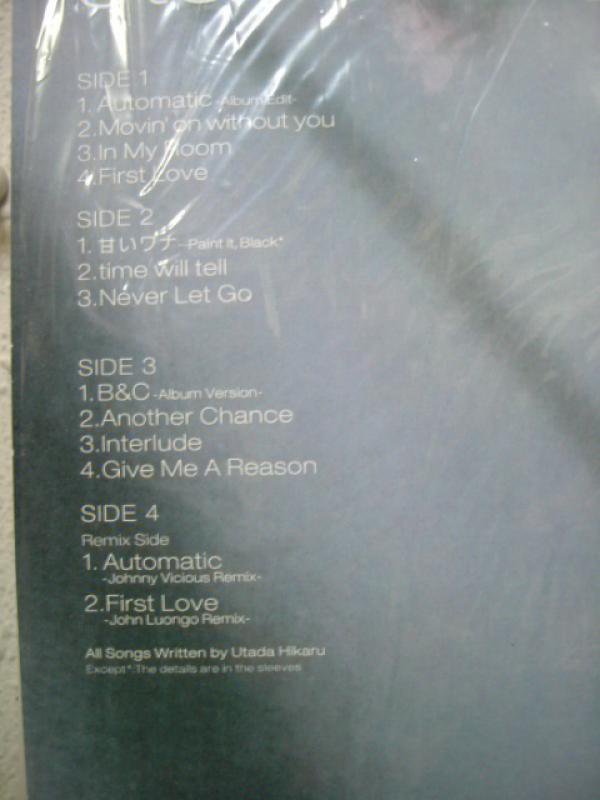 SIDE 1
1. Automatic -Album Edit-
2.Movin' on without you
3.In My Room
4.First Love
SIDE 2
1. 甘いワナ -Paint It, Black*
2.time will tell
3.Never Let Go
SIDE 3
1.B&C -Album Version-
2.Another Chance
3.Interlude
4.Give Me A Reason
SIDE 4
Remix Side
1. Automatic
-Johnny Vicious Remix-
2.First Love
-John Luongo Remix-
All Songs Written by Utada Hikaru
Except*:The details are in the sleeves